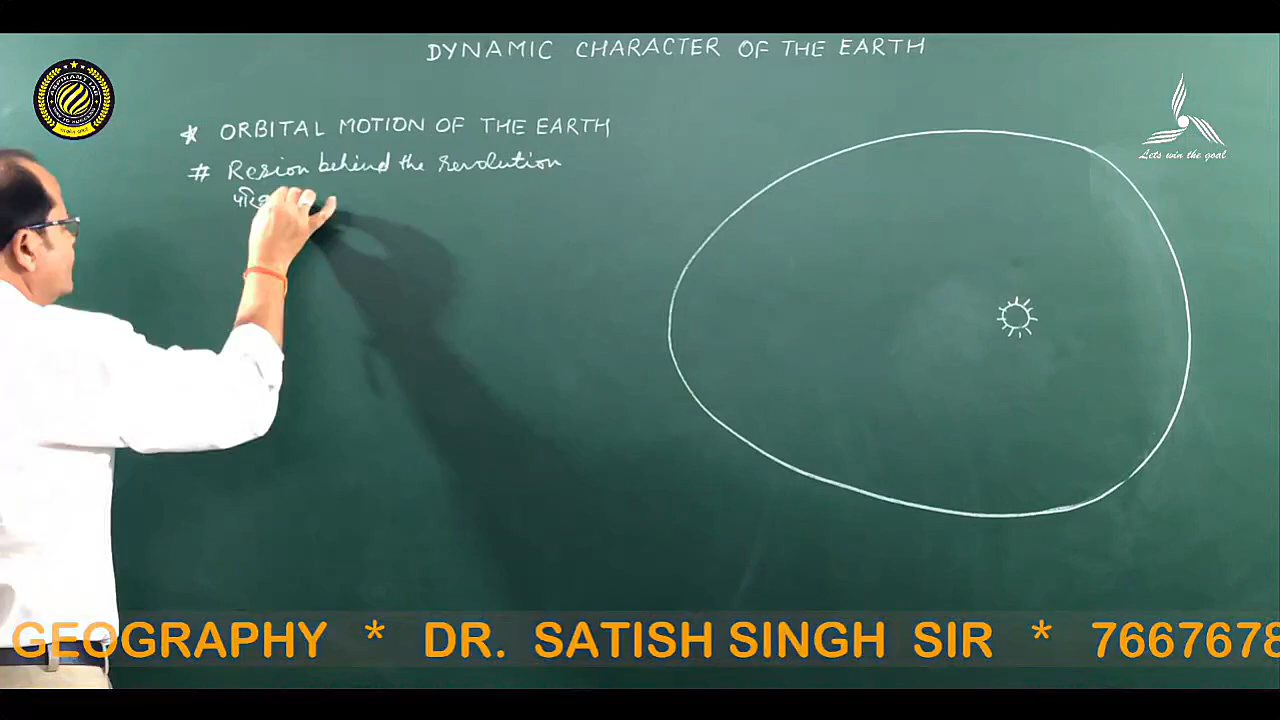 DYNAMIC CHARACTER OF THE EARTH
* ORBITAL MOTION OF THE EARTH
# Resion behind the revolution
Lets win the goal
GEOGRAPHY * DR. SATISH SINGH SIR * 7667678